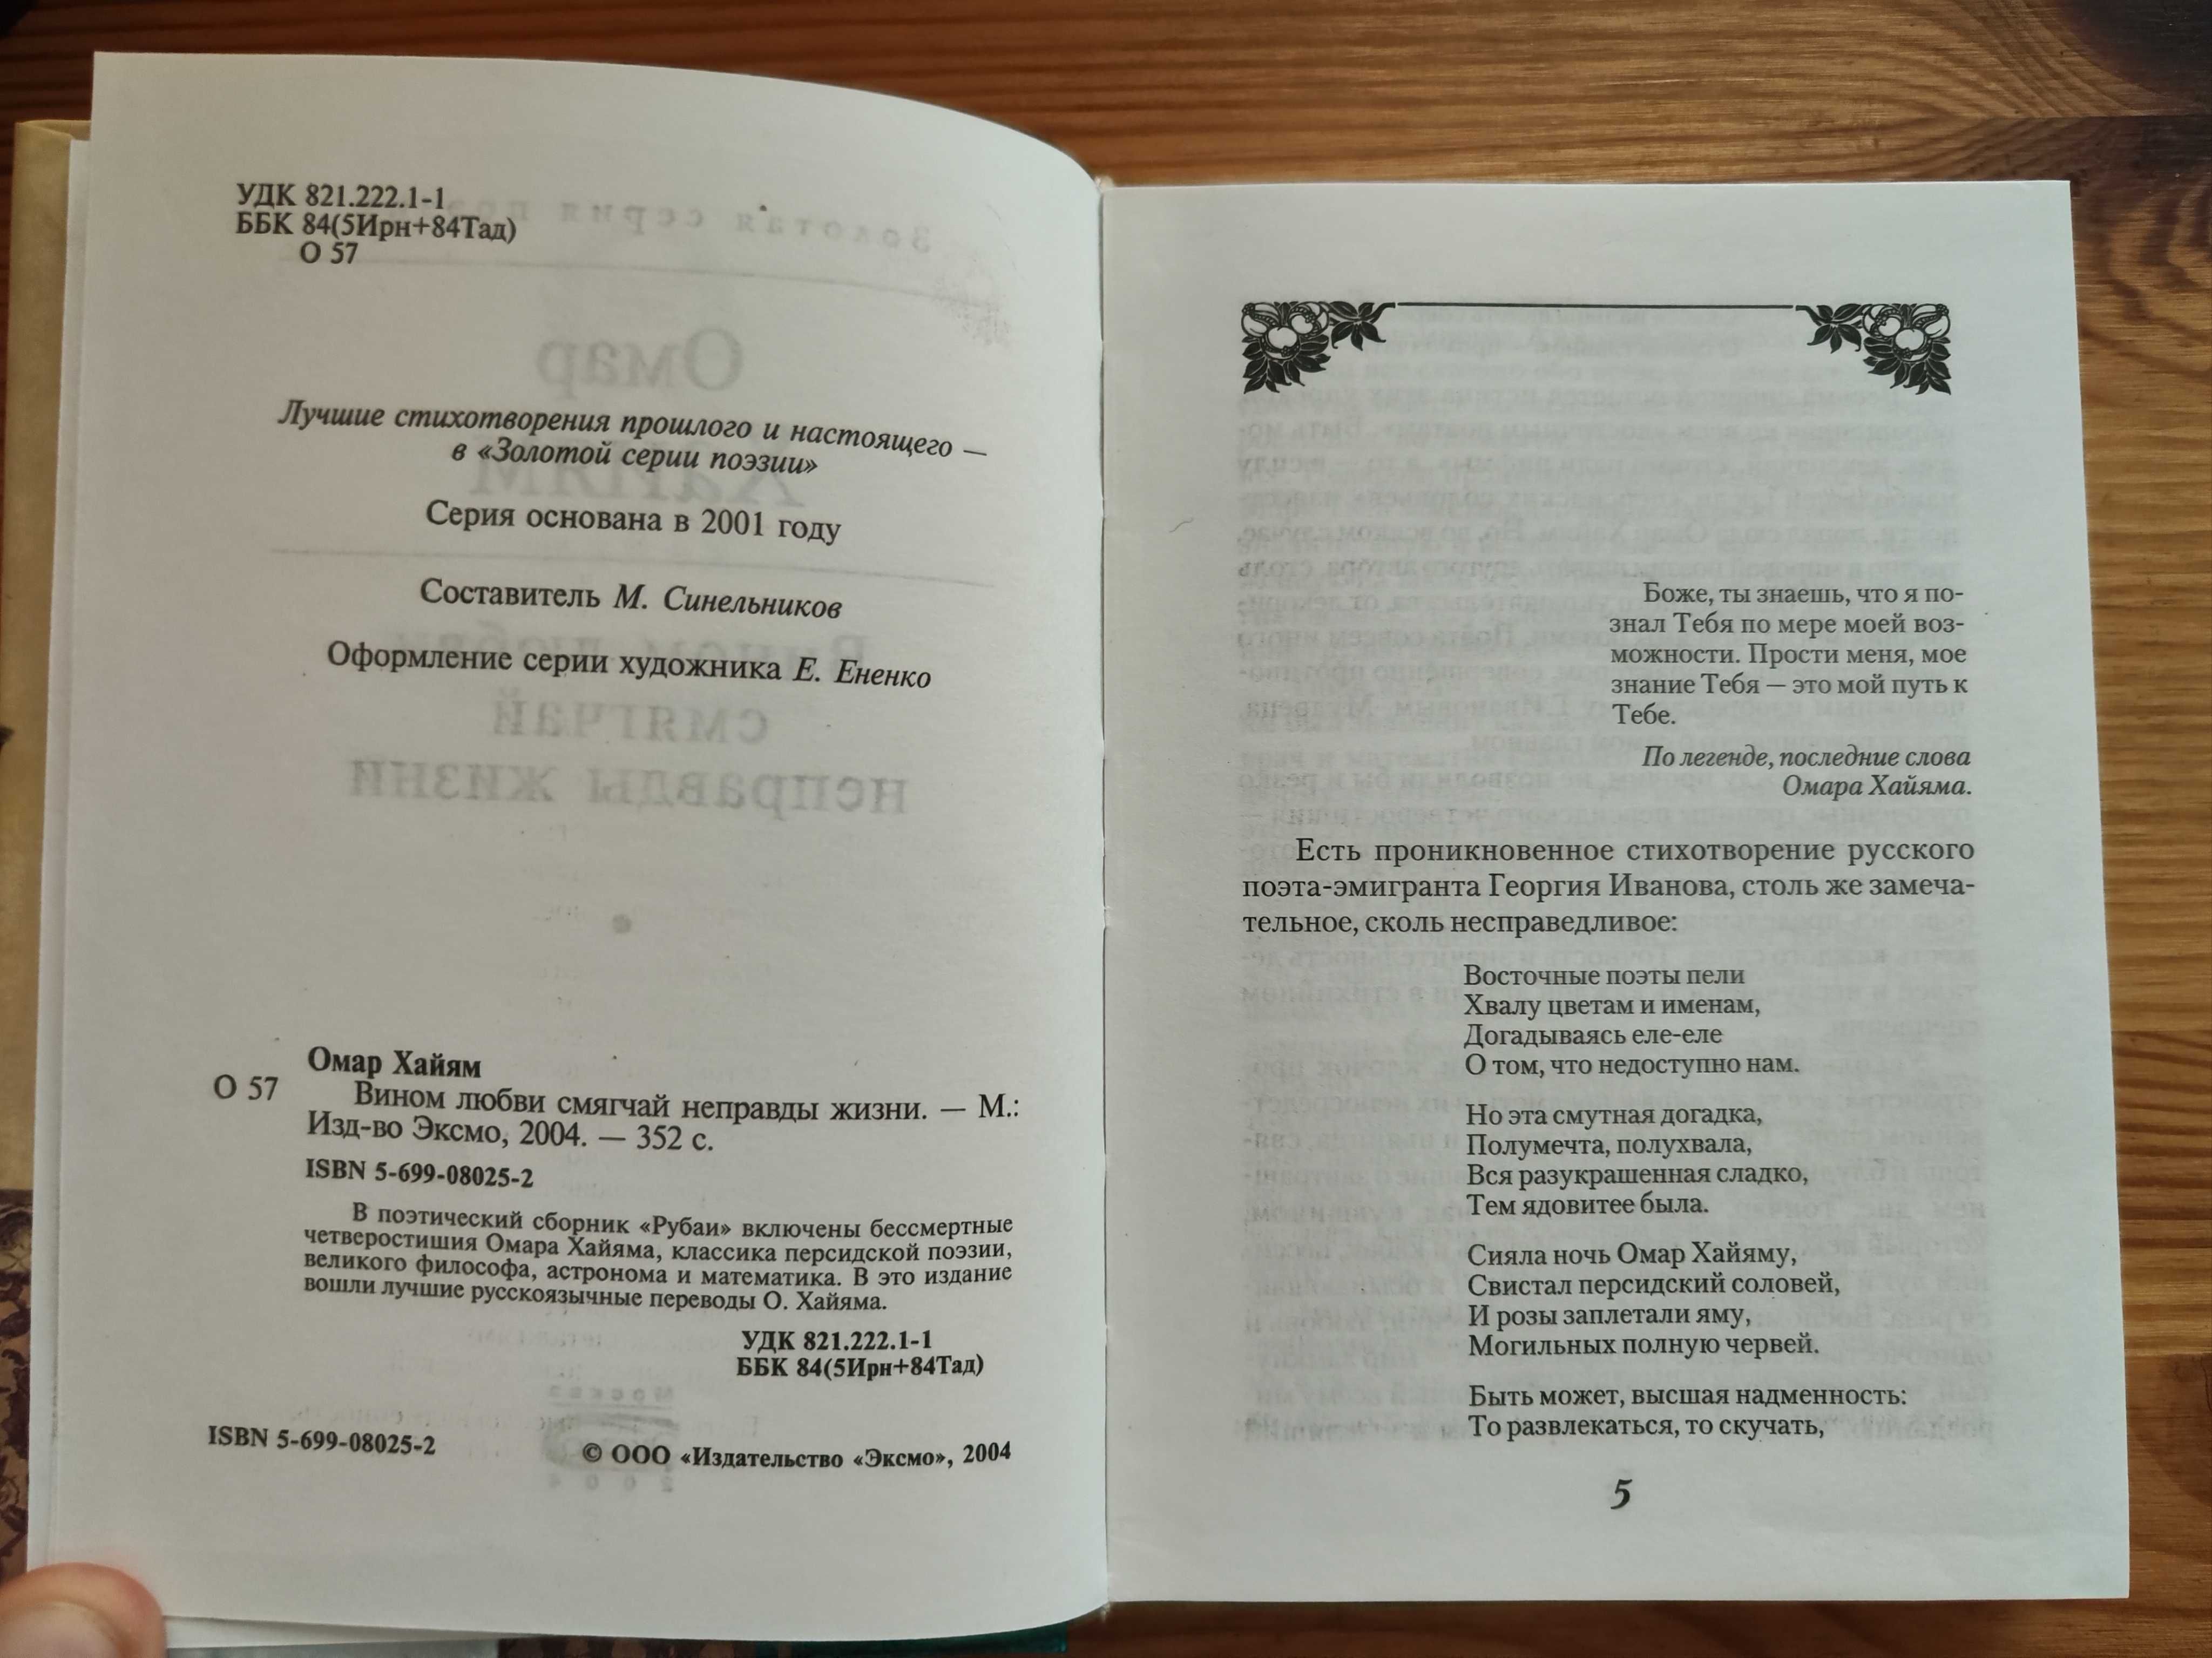 УДК 821.222.1-1
ББК 84(5Ирн+84Тад)
О 57
Лучшие стихотворения прошлого и настоящего —
в «Золотой серии поэзии»
Серия основана в 2001 году
Составитель М. Синельников
Оформление серии художника Е. Ененко
Омар Хайям
О 57 Вином любви смягчай неправды жизни. — М.:
Изд-во Эксмо, 2004. — 352 с.
ISBN 5-699-08025-2
В поэтический сборник «Рубаи» включены бессмертные
четверостишия Омара Хайяма, классика персидской поэзии,
великого философа, астронома и математика. В это издание
вошли лучшие русскоязычные переводы О. Хайяма.
УДК 821.222.1-1
ББК 84(5Ирн+84Тад)
ISBN 5-699-08025-2
© ООО «Издательство «Эксмо», 2004
Боже, ты знаешь, что я по-
знал Тебя по мере моей воз-
можности. Прости меня, мое
знание Тебя — это мой путь к
Тебе.
По легенде, последние слова
Омара Хайяма.
Есть проникновенное стихотворение русского
поэта-эмигранта Георгия Иванова, столь же замеча-
тельное, сколь несправедливое:
Восточные поэты пели
Хвалу цветам и именам,
Догадываясь еле-еле
О том, что недоступно нам.
Но эта смутная догадка,
Полумечта, полухвала,
Вся разукрашенная сладко,
Тем ядовитее была.
Сияла ночь Омар Хайяму,
Свистал персидский соловей,
И розы заплетали яму,
Могильных полную червей.
Быть может, высшая надменность:
То развлекаться, то скучать,
5